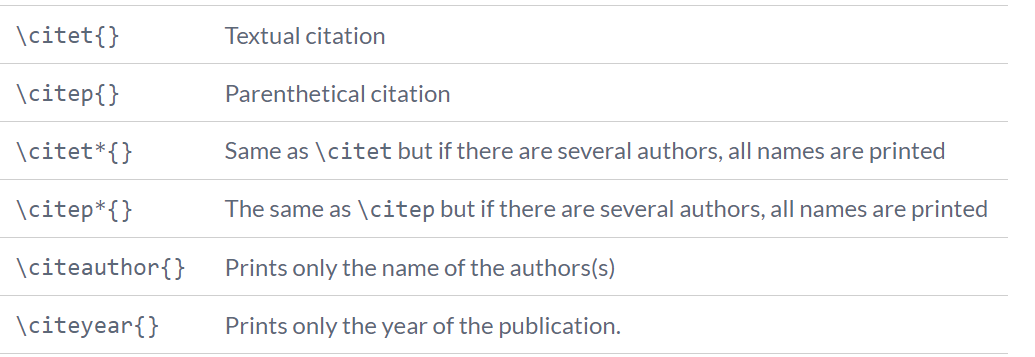 \citet{} Textual citation
\citep{} Parenthetical citation
\citet*{} Same as \citet but if there are several authors, all names are printed
\citep*{} The same as \citep but if there are several authors, all names are printed
\citeauthor{} Prints only the name of the authors(s)
\citeyear{} Prints only the year of the publication.